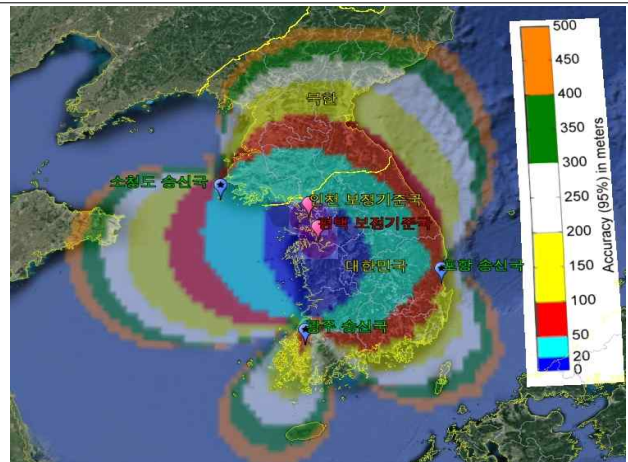 북한
소청도 송신국
인천 보정기준국
평택 보정기준국
대한민국
포항 송신국
광주 송신국
500
450
400
350
300
200
150
100
50
20
0
Accuracy (95%) in meters